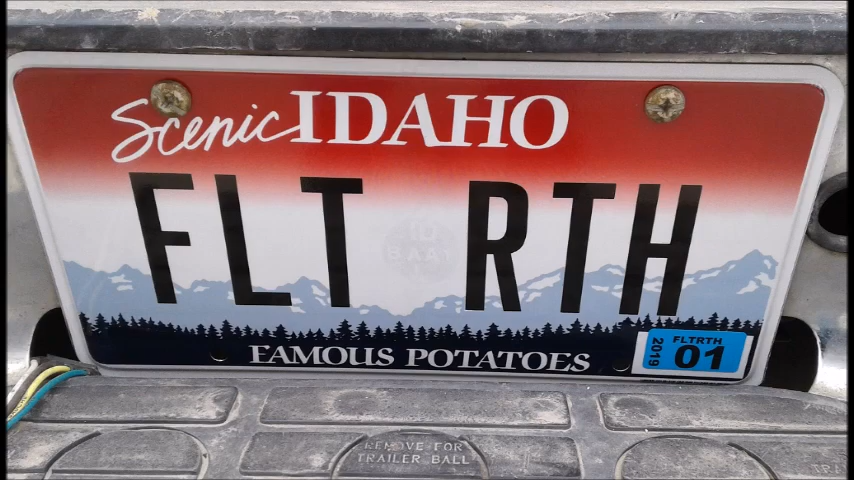 Scenic IDAHO
FLT RTH
FAMOUS POTATOES
2019
FLTRTH
01
REMOVE FOR
TRAILER BALL